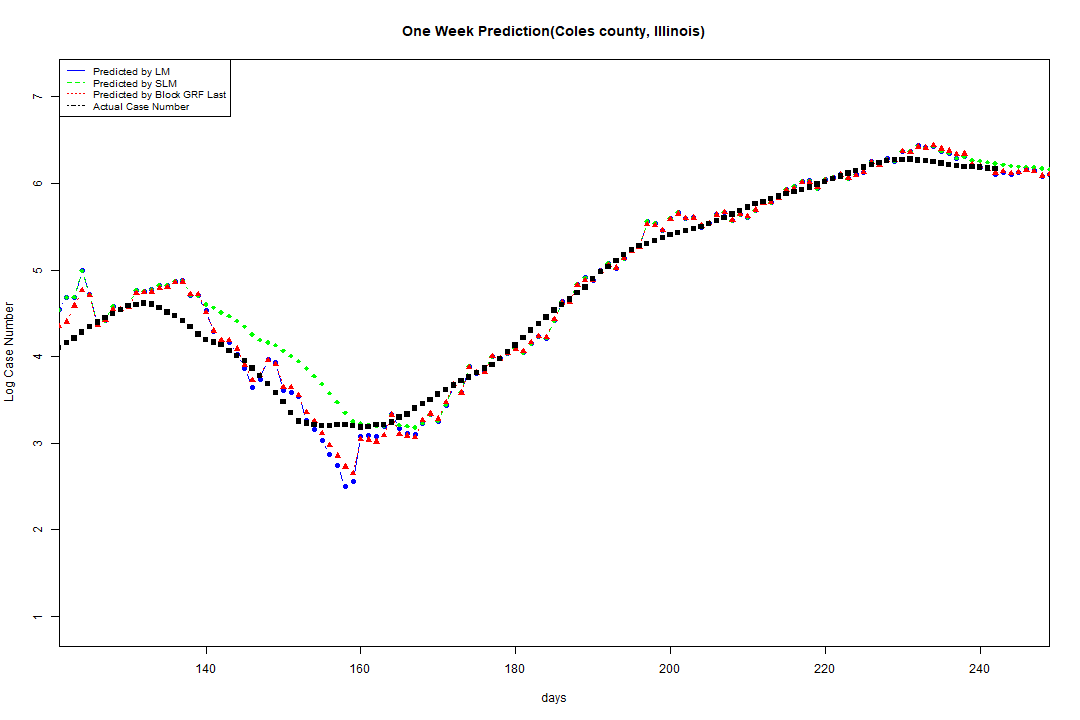 One Week Prediction(Coles county, Illinois)
Predicted by LM
Predicted by SLM
Predicted by Block GRF Last
Actual Case Number
7
6
5
4
3
2
1
Log Case Number
140 160 180 200 220 240
days